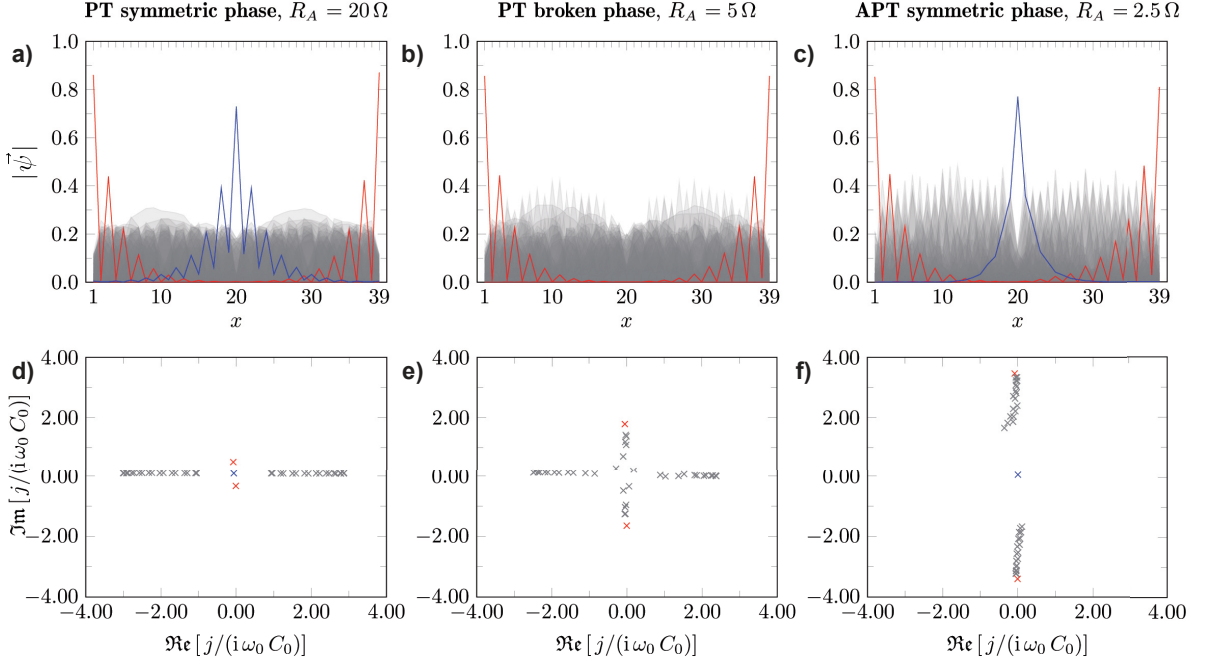 PT symmetric phase, R_A = 20 Ω
PT broken phase, R_A = 5 Ω
APT symmetric phase, R_A = 2.5 Ω
a)
b)
c)
|ψ⃗|
1.0
0.8
0.6
0.4
0.2
0.0
1 10 20 30 39
x
1.0
0.8
0.6
0.4
0.2
0.0
1 10 20 30 39
x
1.0
0.8
0.6
0.4
0.2
0.0
1 10 20 30 39
x
d)
e)
f)
ℑm [ j/(i ω₀ C₀)]
4.00
2.00
0.00
−2.00
−4.00
−4.00 −2.00 0.00 2.00 4.00
ℜe [ j/(i ω₀ C₀)]
4.00
2.00
0.00
−2.00
−4.00
−4.00 −2.00 0.00 2.00 4.00
ℜe [ j/(i ω₀ C₀)]
4.00
2.00
0.00
−2.00
−4.00
−4.00 −2.00 0.00 2.00 4.00
ℜe [ j/(i ω₀ C₀)]